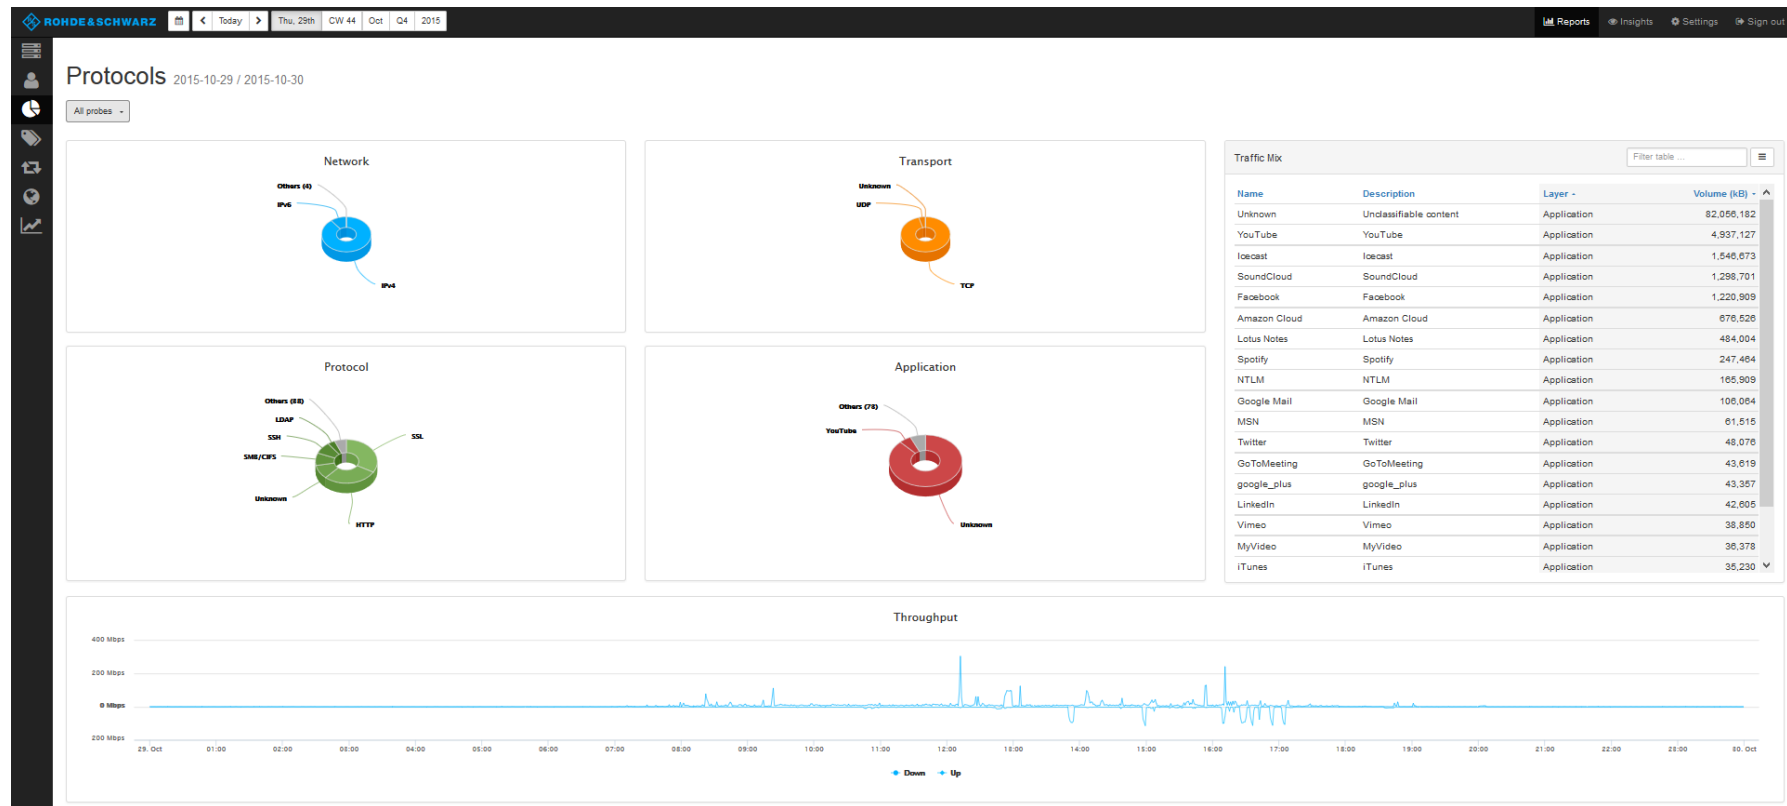 ROHDE&SCHWARZ Today Thu, 29th CW 44 Oct Q4 2015 Reports Insights Settings Sign out
Protocols 2015-10-29 / 2015-10-30
All probes
Network
Others (4)
IPv6
IPv4
Transport
Unknown
UDP
TCP
Protocol
Others (88)
LDAP
SSH
SMB/CIFS
Unknown
SSL
HTTP
Application
Others (78)
YouTube
Unknown
Traffic Mix Filter table ...
Name Description Layer Volume (kB)
Unknown Unclassifiable content Application 82,056,182
YouTube YouTube Application 4,937,127
Icecast Icecast Application 1,546,673
SoundCloud SoundCloud Application 1,298,701
Facebook Facebook Application 1,220,909
Amazon Cloud Amazon Cloud Application 676,526
Lotus Notes Lotus Notes Application 484,004
Spotify Spotify Application 247,464
NTLM NTLM Application 165,909
Google Mail Google Mail Application 106,064
MSN MSN Application 61,515
Twitter Twitter Application 48,076
GoToMeeting GoToMeeting Application 43,619
google_plus google_plus Application 43,357
LinkedIn LinkedIn Application 42,605
Vimeo Vimeo Application 38,850
MyVideo MyVideo Application 36,378
iTunes iTunes Application 35,230
Throughput
400 Mbps
200 Mbps
0 Mbps
200 Mbps
29. Oct 01:00 02:00 03:00 04:00 05:00 06:00 07:00 08:00 09:00 10:00 11:00 12:00 13:00 14:00 15:00 16:00 17:00 18:00 19:00 20:00 21:00 22:00 23:00 30. Oct
Down Up